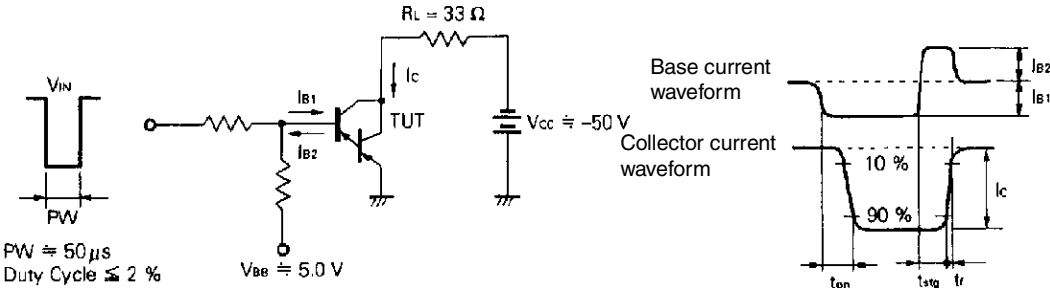 RL = 33 Ω
VIN
IB1
IC
TUT
IB2
VCC ≒ –50 V
PW
PW ≒ 50 μs
Duty Cycle ≦ 2 %
VBB ≒ 5.0 V
Base current
waveform
IB2
IB1
Collector current
waveform
10 %
90 %
IC
ton
tstg
tf